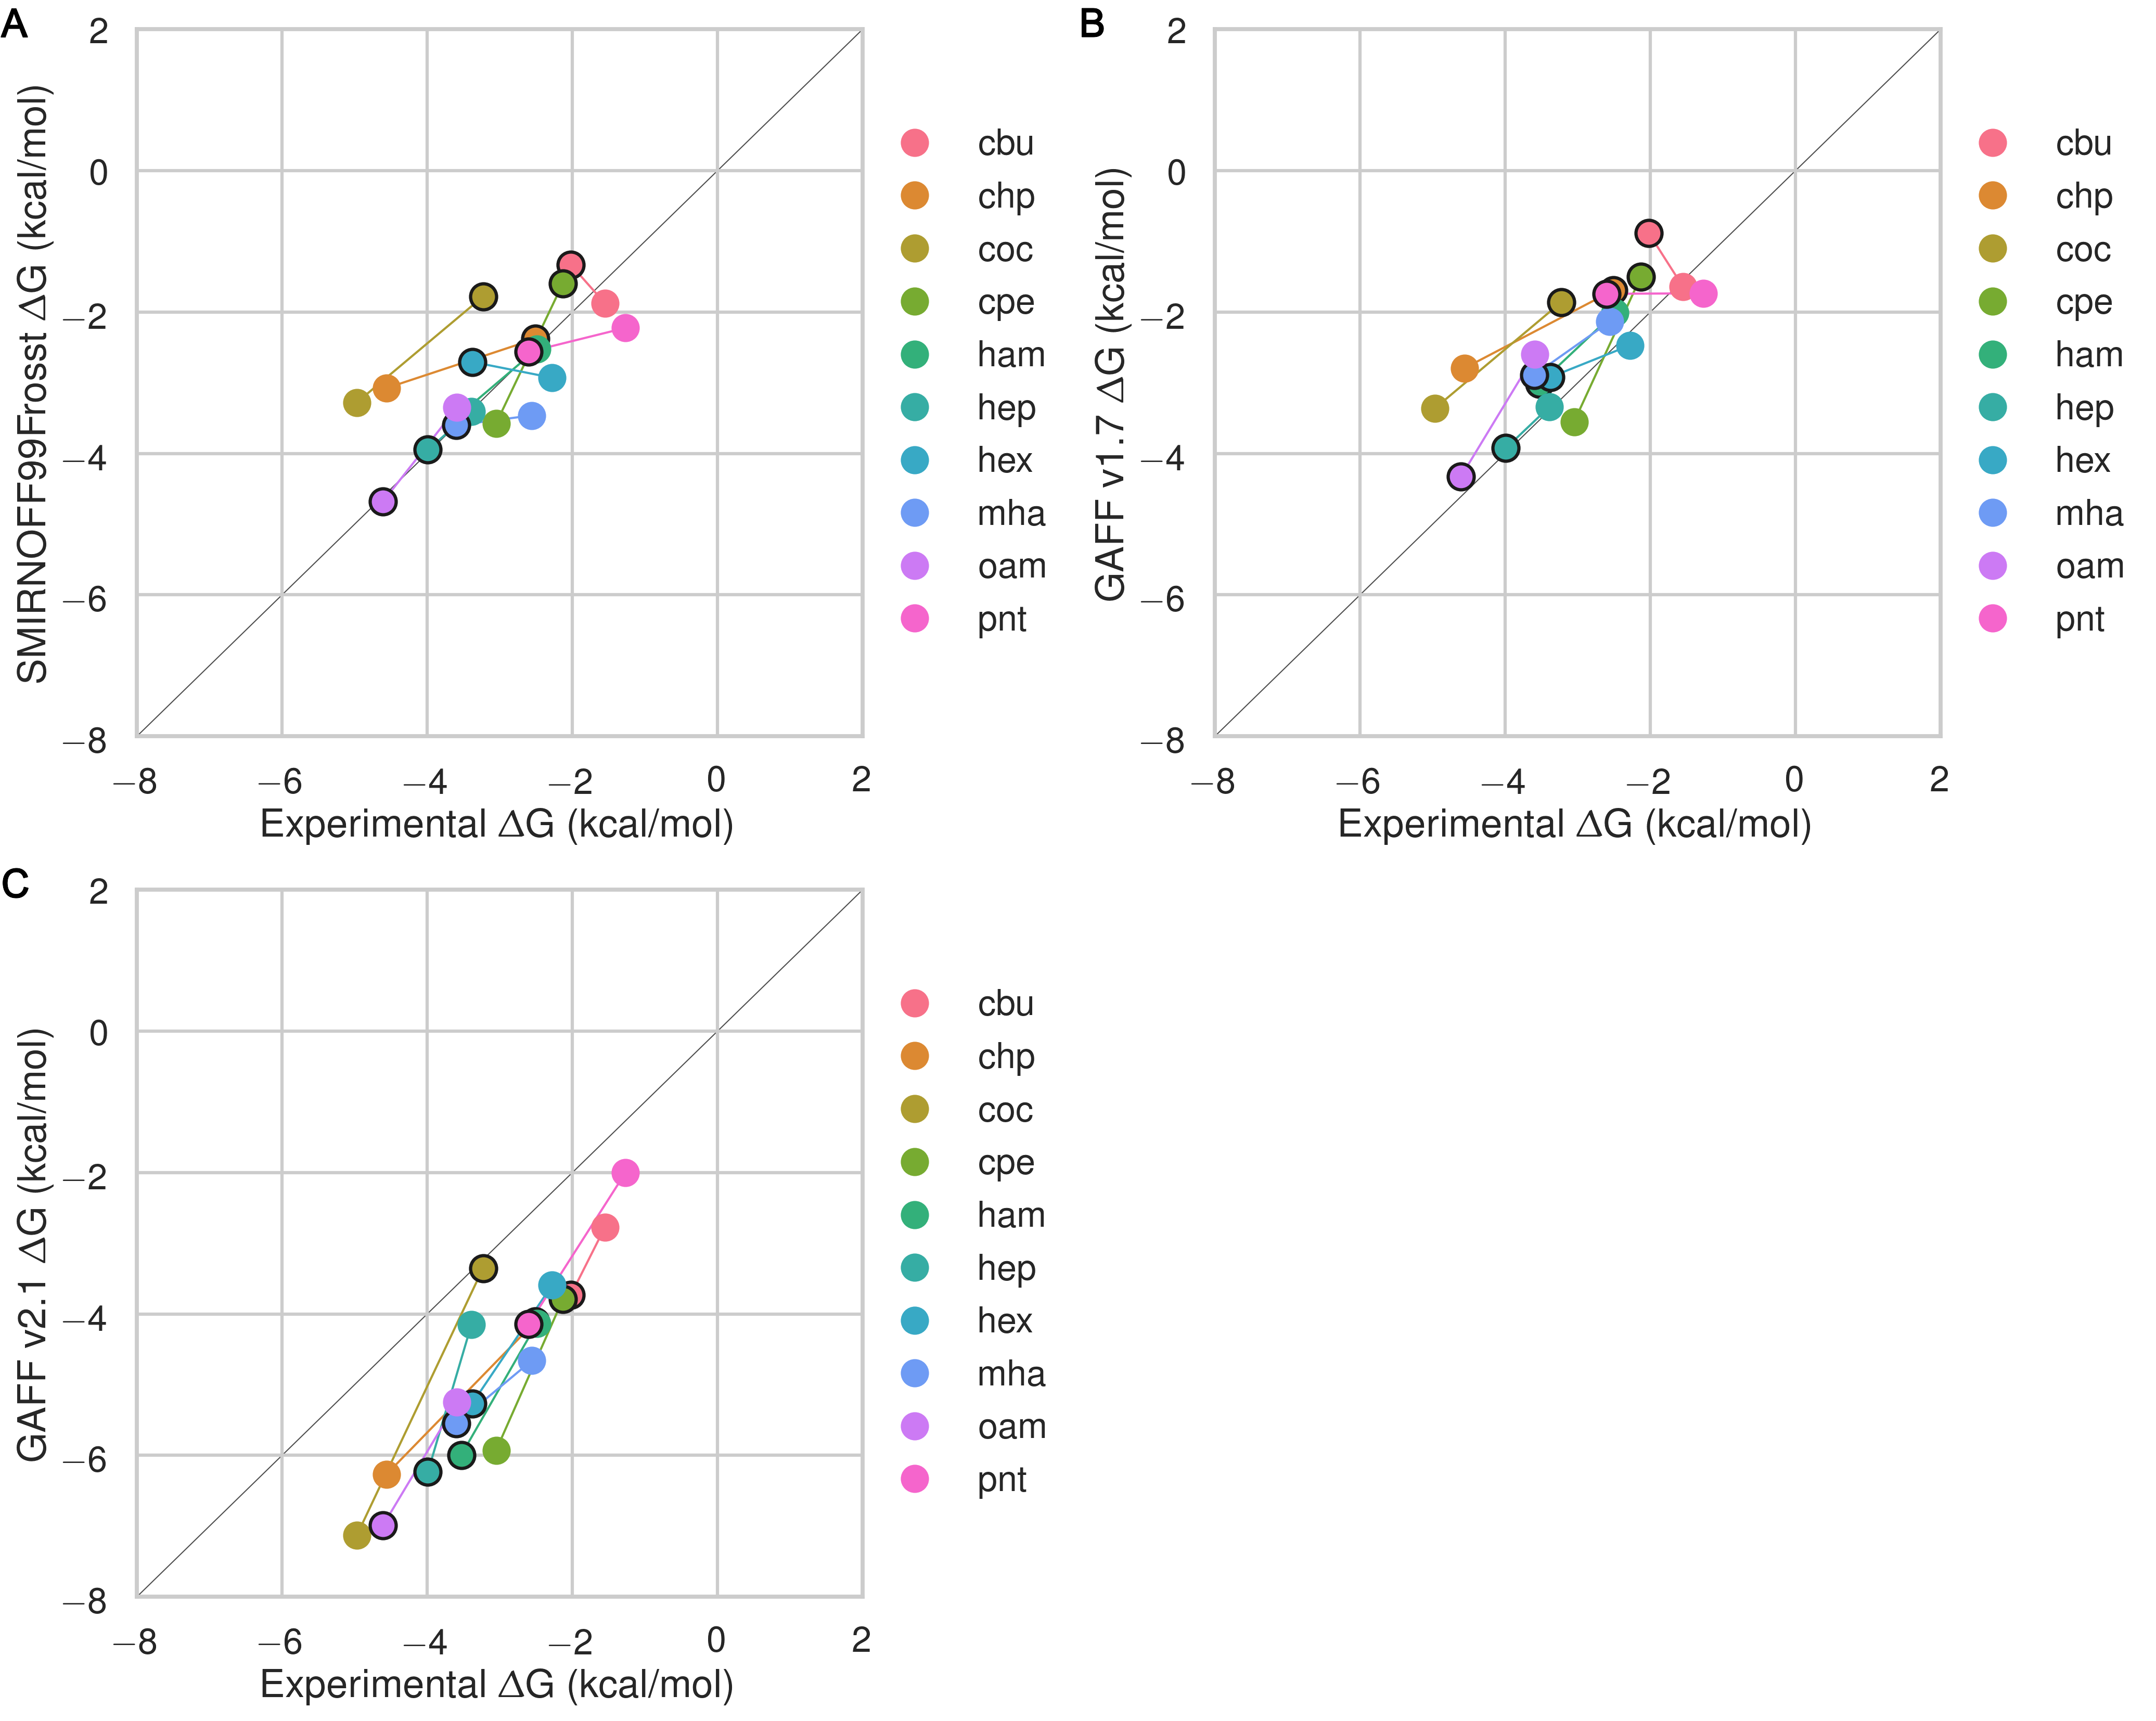 A
2
0
−2
−4
−6
−8
SMIRNOFF99Frosst ΔG (kcal/mol)
−8 −6 −4 −2 0 2
Experimental ΔG (kcal/mol)
cbu
chp
coc
cpe
ham
hep
hex
mha
oam
pnt
B
2
0
−2
−4
−6
−8
GAFF v1.7 ΔG (kcal/mol)
−8 −6 −4 −2 0 2
Experimental ΔG (kcal/mol)
cbu
chp
coc
cpe
ham
hep
hex
mha
oam
pnt
C
2
0
−2
−4
−6
−8
GAFF v2.1 ΔG (kcal/mol)
−8 −6 −4 −2 0 2
Experimental ΔG (kcal/mol)
cbu
chp
coc
cpe
ham
hep
hex
mha
oam
pnt